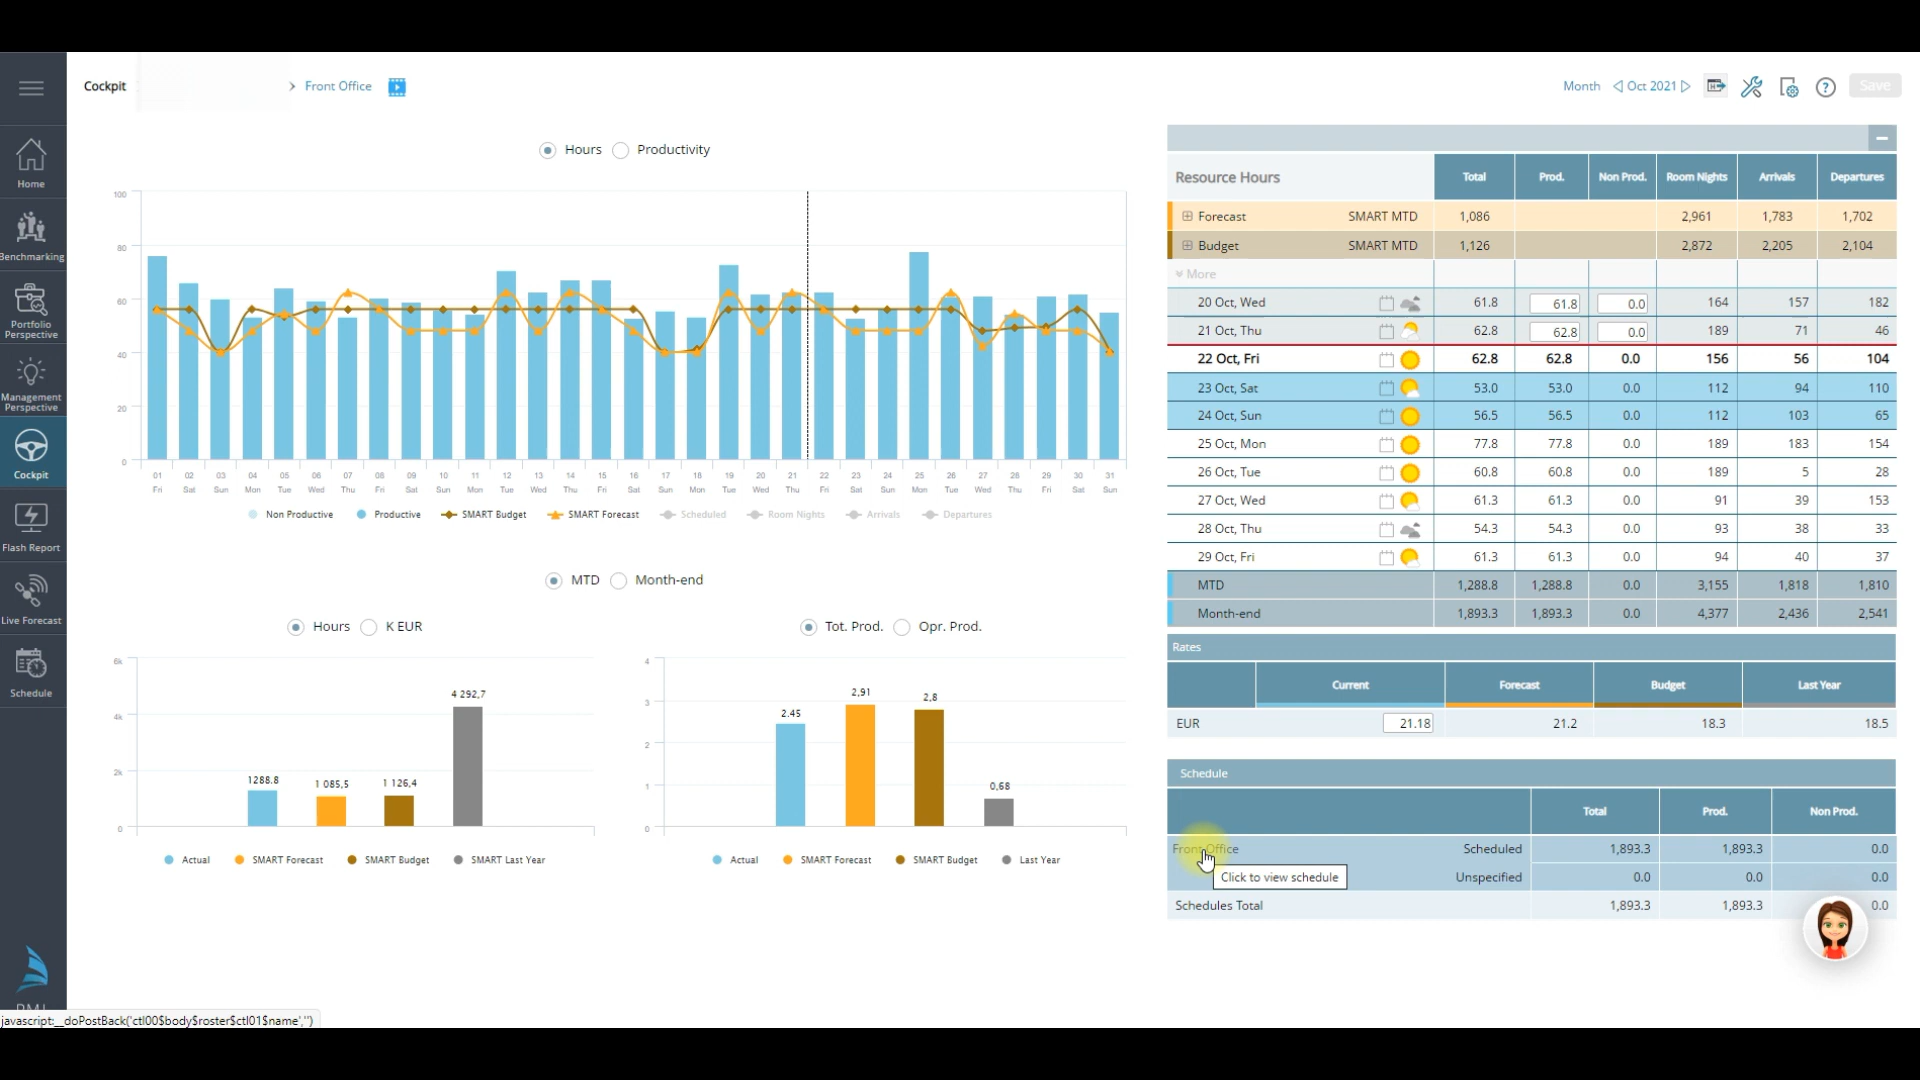 Cockpit > Front Office
Month Oct 2021 Save
Home
Benchmarking
Portfolio
Perspective
Management
Perspective
Cockpit
Flash Report
Live Forecast
Schedule
Hours Productivity
100
80
60
40
20
0
01 02 03 04 05 06 07 08 09 10 11 12 13 14 15 16 17 18 19 20 21 22 23 24 25 26 27 28 29 30 31
Fri Sat Sun Mon Tue Wed Thu Fri Sat Sun Mon Tue Wed Thu Fri Sat Sun Mon Tue Wed Thu Fri Sat Sun Mon Tue Wed Thu Fri Sat Sun
Non Productive Productive SMART Budget SMART Forecast Scheduled Room Nights Arrivals Departures
MTD Month-end
Hours K EUR
6k
4k
2k
0
1288.8 1 085,5 1 126,4 4 292,7
Actual SMART Forecast SMART Budget SMART Last Year
Tot. Prod. Opr. Prod.
4
3
2
1
0
2.45 2,91 2,8 0,68
Actual SMART Forecast SMART Budget Last Year
Resource Hours Total Prod. Non Prod. Room Nights Arrivals Departures
Forecast SMART MTD 1,086 2,961 1,783 1,702
Budget SMART MTD 1,126 2,872 2,205 2,104
More
20 Oct, Wed 61.8 61.8 0.0 164 157 182
21 Oct, Thu 62.8 62.8 0.0 189 71 46
22 Oct, Fri 62.8 62.8 0.0 156 56 104
23 Oct, Sat 53.0 53.0 0.0 112 94 110
24 Oct, Sun 56.5 56.5 0.0 112 103 65
25 Oct, Mon 77.8 77.8 0.0 189 183 154
26 Oct, Tue 60.8 60.8 0.0 189 5 28
27 Oct, Wed 61.3 61.3 0.0 91 39 153
28 Oct, Thu 54.3 54.3 0.0 93 38 33
29 Oct, Fri 61.3 61.3 0.0 94 40 37
MTD 1,288.8 1,288.8 0.0 3,155 1,818 1,810
Month-end 1,893.3 1,893.3 0.0 4,377 2,436 2,541
Rates
Current Forecast Budget Last Year
EUR 21.18 21.2 18.3 18.5
Schedule
Total Prod. Non Prod.
Front Office Scheduled 1,893.3 1,893.3 0.0
Click to view schedule Unspecified 0.0 0.0 0.0
Schedules Total 1,893.3 1,893.3 0.0
javascript:__doPostBack('ctl00$body$roster$ctl01$name','')